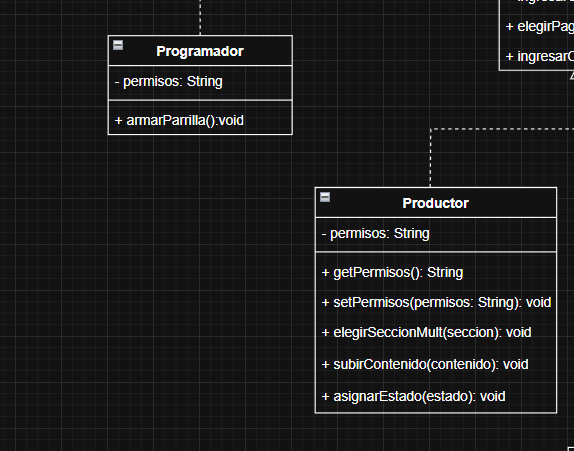 Programador
- permisos: String
+ armarParrilla():void
+ elegirPag
Productor
- permisos: String
+ getPermisos(): String
+ setPermisos(permisos: String): void
+ elegirSeccionMult(seccion): void
+ subirContenido(contenido): void
+ asignarEstado(estado): void